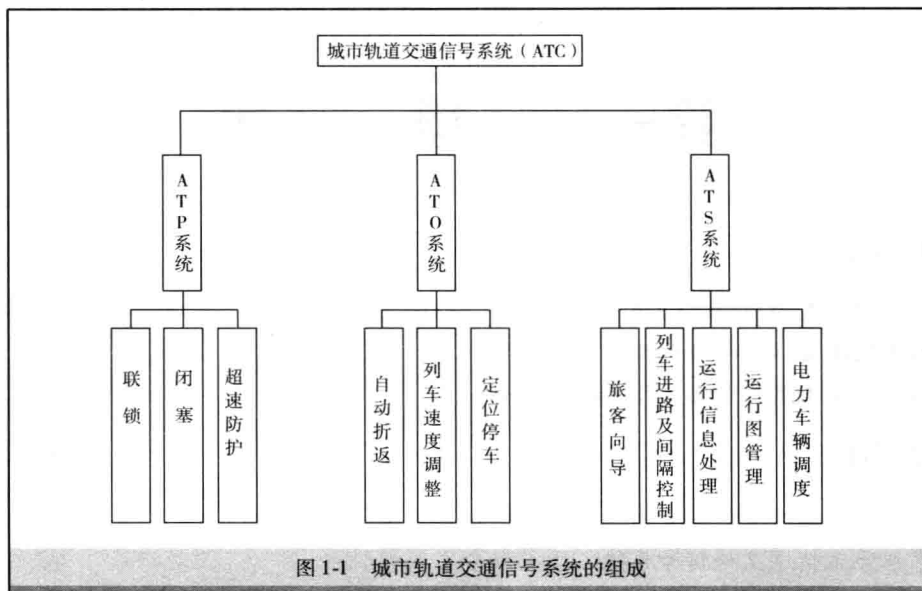 城市轨道交通信号系统（ATC）
ATP系统
ATO系统
ATS系统
联锁
闭塞
超速防护
自动折返
列车速度调整
定位停车
旅客向导
列车进路及间隔控制
运行信息处理
运行图管理
电力车辆调度
图1-1 城市轨道交通信号系统的组成